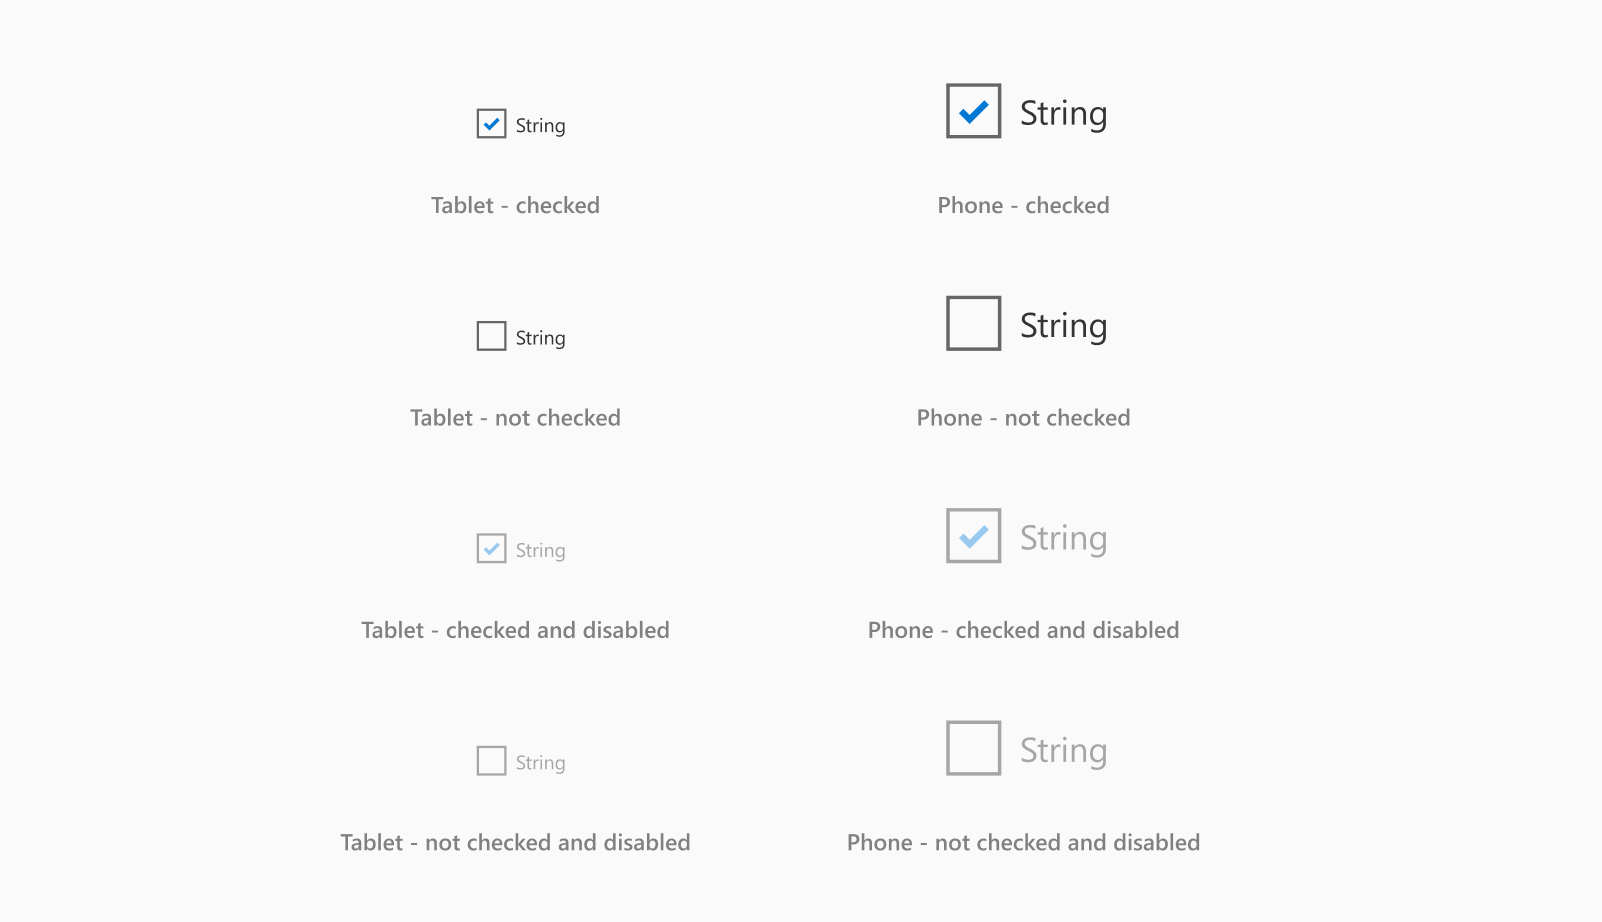 String
String
Tablet - checked
Phone - checked
String
String
Tablet - not checked
Phone - not checked
String
String
Tablet - checked and disabled
Phone - checked and disabled
String
String
Tablet - not checked and disabled
Phone - not checked and disabled